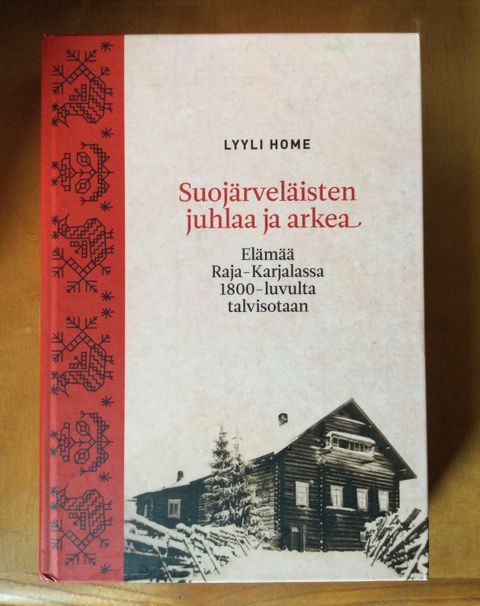 LYYLI HOME
Suojärveläisten
juhlaa ja arkea
Elämää
Raja-Karjalassa
1800-luvulta
talvisotaan